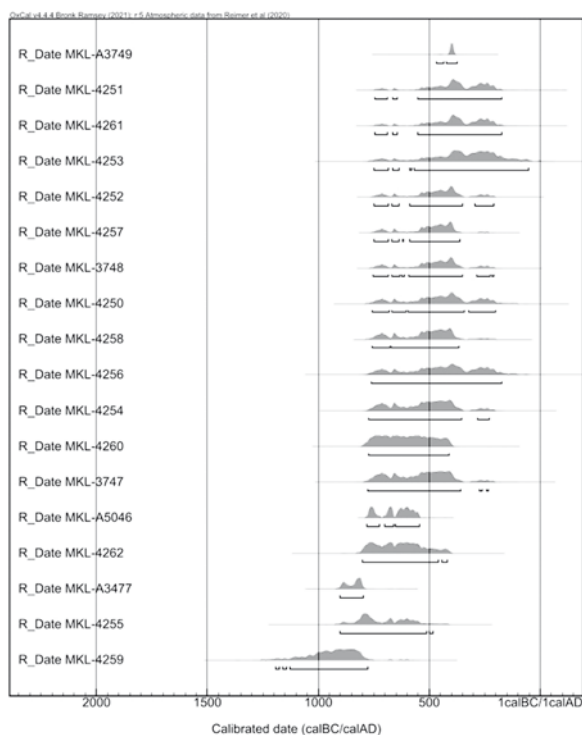 OxCal v4.4.4 Bronk Ramsey (2021); r:5 Atmospheric data from Reimer et al (2020)
R_Date MKL-A3749
R_Date MKL-4251
R_Date MKL-4261
R_Date MKL-4253
R_Date MKL-4252
R_Date MKL-4257
R_Date MKL-3748
R_Date MKL-4250
R_Date MKL-4258
R_Date MKL-4256
R_Date MKL-4254
R_Date MKL-4260
R_Date MKL-3747
R_Date MKL-A5046
R_Date MKL-4262
R_Date MKL-A3477
R_Date MKL-4255
R_Date MKL-4259
2000 1500 1000 500 1calBC/1calAD
Calibrated date (calBC/calAD)